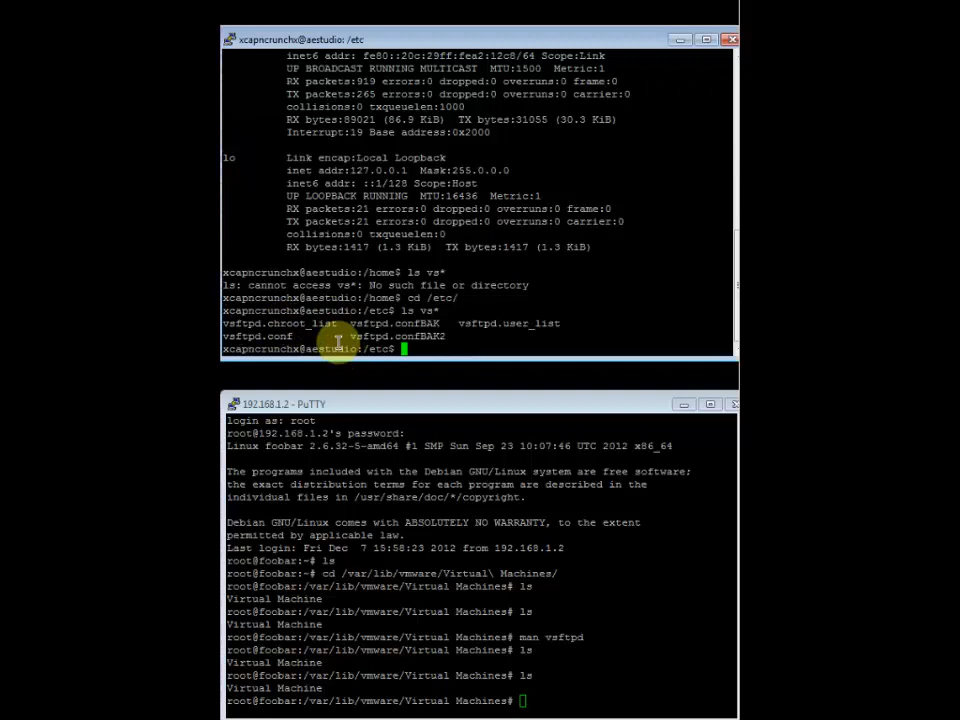 xcapncrunchx@aestudio: /etc
inet6 addr: fe80::20c:29ff:fea2:12c8/64 Scope:Link
UP BROADCAST RUNNING MULTICAST  MTU:1500  Metric:1
RX packets:919 errors:0 dropped:0 overruns:0 frame:0
TX packets:265 errors:0 dropped:0 overruns:0 carrier:0
collisions:0 txqueuelen:1000
RX bytes:89021 (86.9 KiB)  TX bytes:31055 (30.3 KiB)
Interrupt:19 Base address:0x2000
lo        Link encap:Local Loopback
inet addr:127.0.0.1  Mask:255.0.0.0
inet6 addr: ::1/128 Scope:Host
UP LOOPBACK RUNNING  MTU:16436  Metric:1
RX packets:21 errors:0 dropped:0 overruns:0 frame:0
TX packets:21 errors:0 dropped:0 overruns:0 carrier:0
collisions:0 txqueuelen:0
RX bytes:1417 (1.3 KiB)  TX bytes:1417 (1.3 KiB)
xcapncrunchx@aestudio:/home$ ls vs*
ls: cannot access vs*: No such file or directory
xcapncrunchx@aestudio:/home$ cd /etc/
xcapncrunchx@aestudio:/etc$ ls vs*
vsftpd.chroot_list  vsftpd.confBAK   vsftpd.user_list
vsftpd.conf         vsftpd.confBAK2
xcapncrunchx@aestudio:/etc$
192.168.1.2 - PuTTY
login as: root
root@192.168.1.2's password:
Linux foobar 2.6.32-5-amd64 #1 SMP Sun Sep 23 10:07:46 UTC 2012 x86_64
The programs included with the Debian GNU/Linux system are free software;
the exact distribution terms for each program are described in the
individual files in /usr/share/doc/*/copyright.
Debian GNU/Linux comes with ABSOLUTELY NO WARRANTY, to the extent
permitted by applicable law.
Last login: Fri Dec  7 15:58:23 2012 from 192.168.1.2
root@foobar:~# ls
root@foobar:~# cd /var/lib/vmware/Virtual\ Machines/
root@foobar:/var/lib/vmware/Virtual Machines# ls
Virtual Machine
root@foobar:/var/lib/vmware/Virtual Machines# ls
Virtual Machine
root@foobar:/var/lib/vmware/Virtual Machines# man vsftpd
root@foobar:/var/lib/vmware/Virtual Machines# ls
Virtual Machine
root@foobar:/var/lib/vmware/Virtual Machines# ls
Virtual Machine
root@foobar:/var/lib/vmware/Virtual Machines#